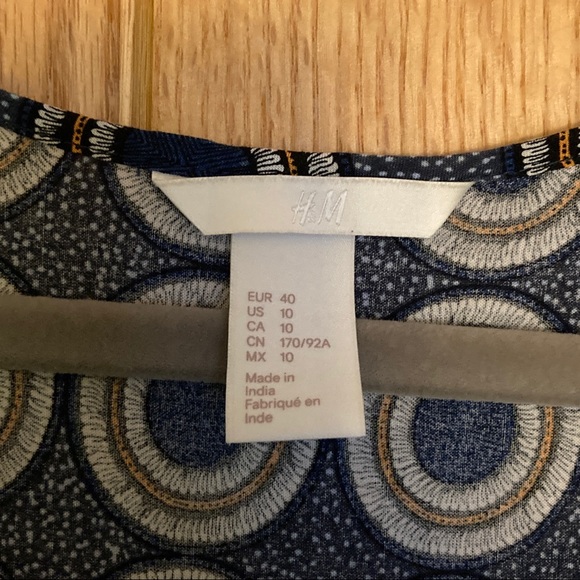 H&M
EUR 40
US 10
CA 10
CN 170/92A
MX 10
Made in
India
Fabriqué en
Inde